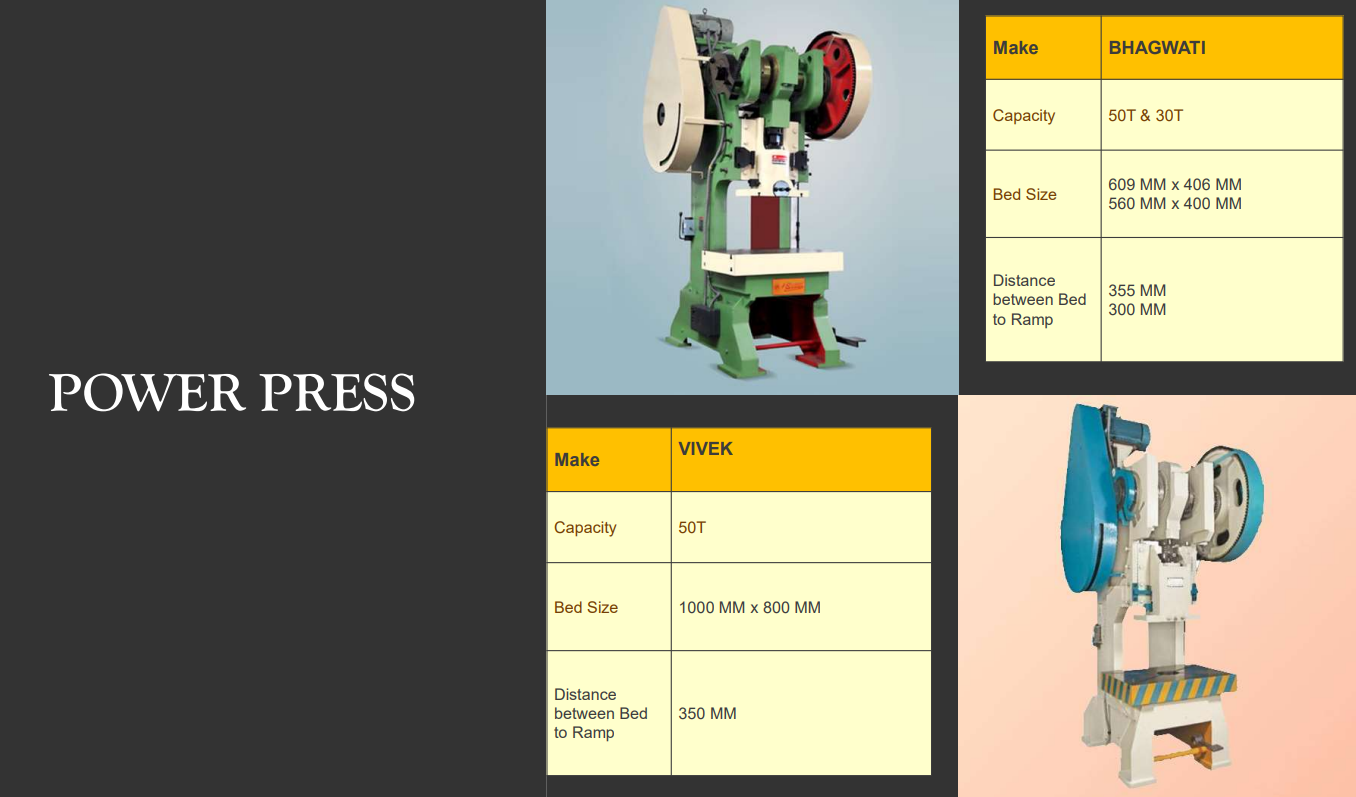 POWER PRESS
Make
BHAGWATI
Capacity
50T & 30T
Bed Size
609 MM x 406 MM
560 MM x 400 MM
Distance
between Bed
to Ramp
355 MM
300 MM
Make
VIVEK
Capacity
50T
Bed Size
1000 MM x 800 MM
Distance
between Bed
to Ramp
350 MM